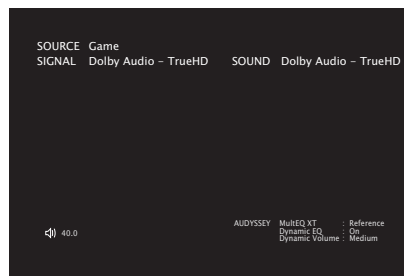 SOURCE Game
SIGNAL Dolby Audio – TrueHD SOUND Dolby Audio – TrueHD
AUDYSSEY MultEQ XT : Reference
Dynamic EQ : On
Dynamic Volume : Medium
40.0